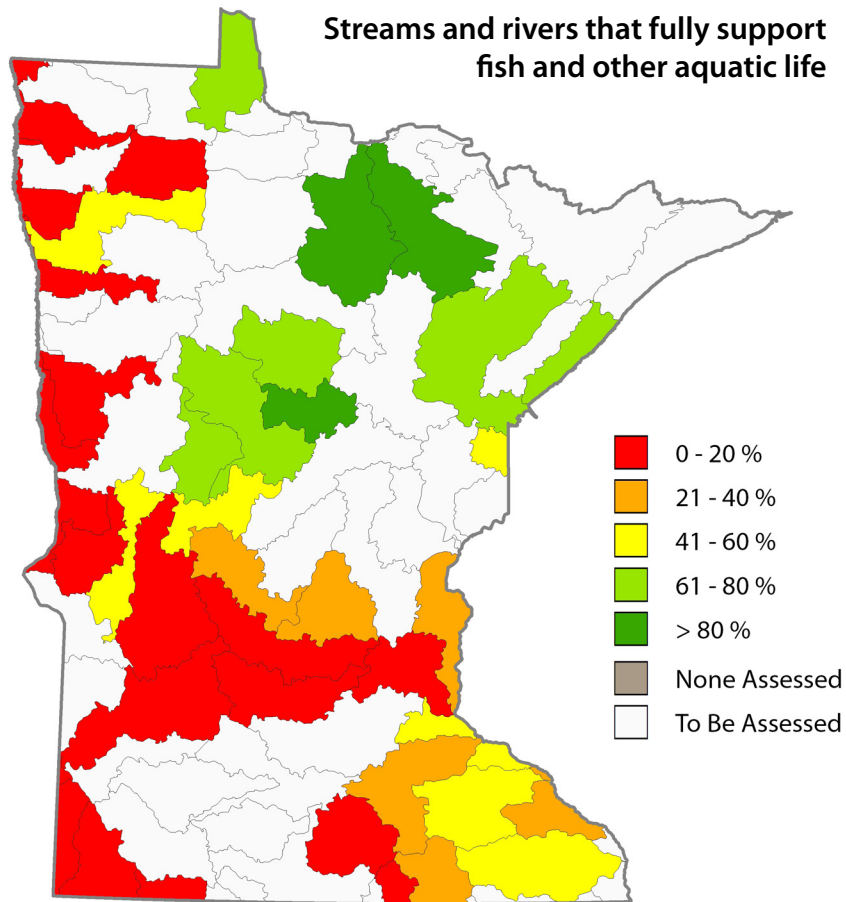 Streams and rivers that fully support
fish and other aquatic life
0 - 20 %
21 - 40 %
41 - 60 %
61 - 80 %
> 80 %
None Assessed
To Be Assessed